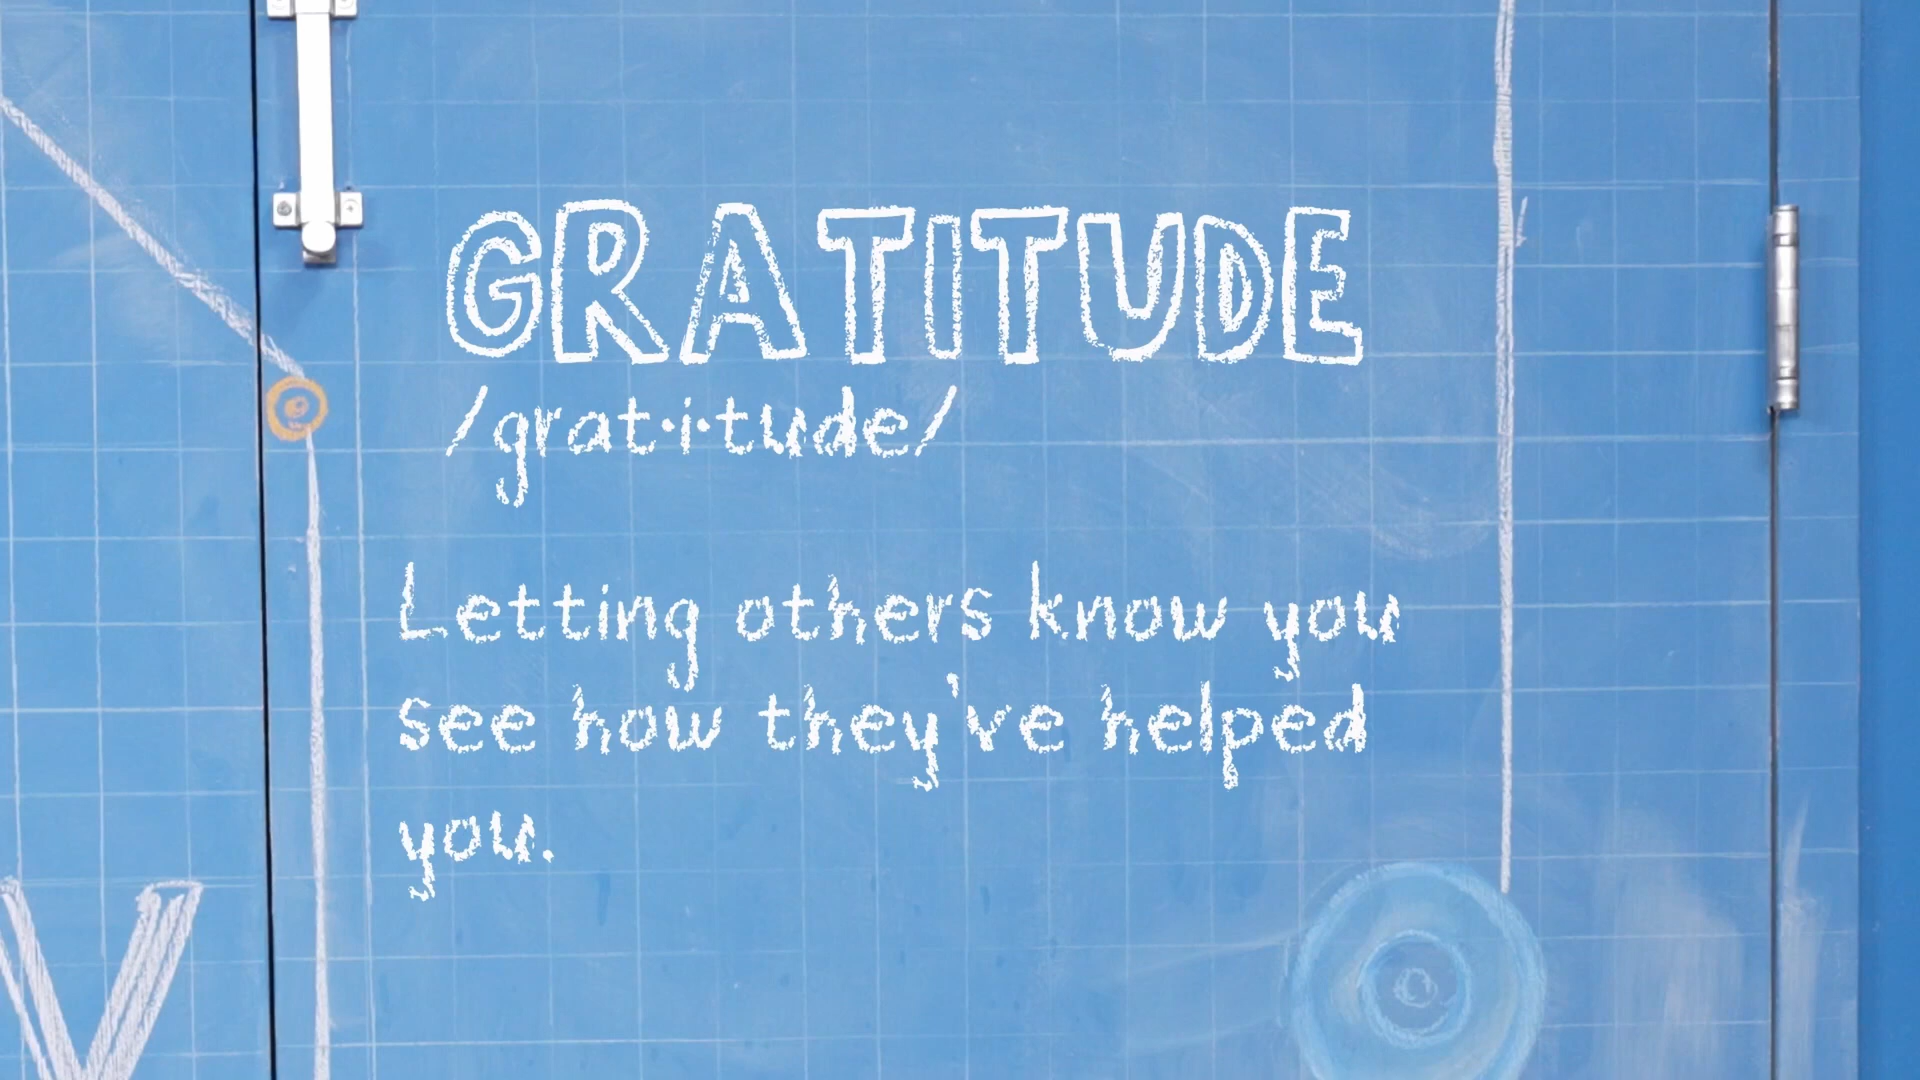 GRATITUDE
/grat•i•tude/
Letting others know you
see how they've helped
you.